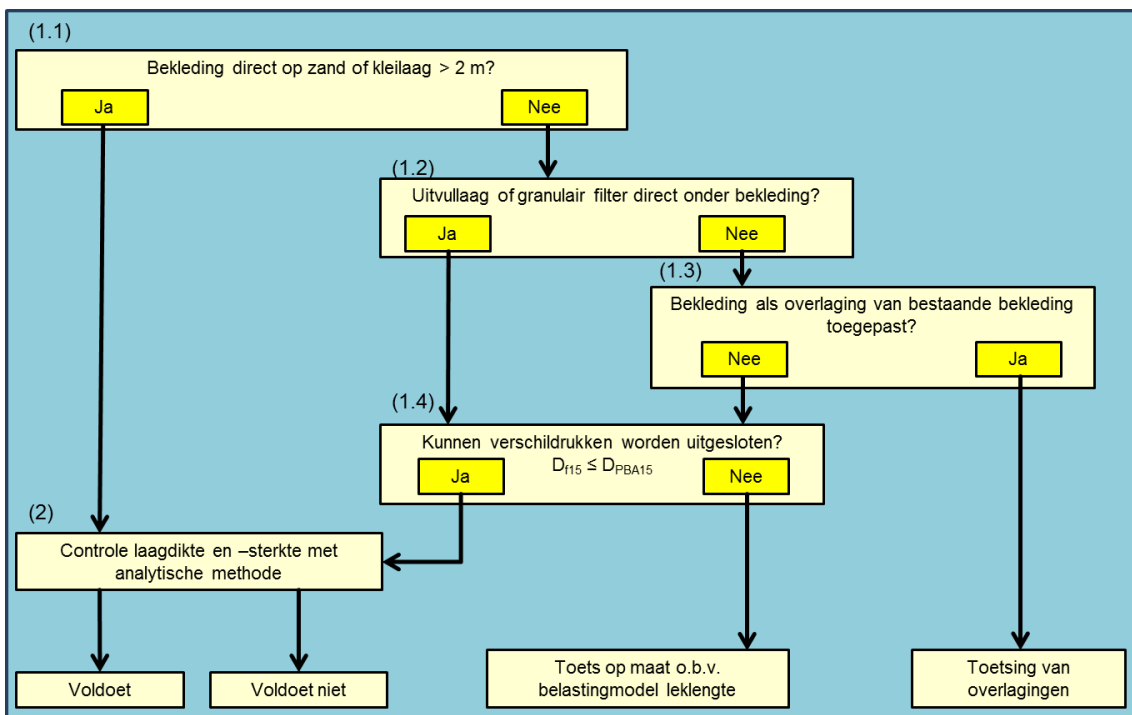 (1.1)
Bekleding direct op zand of kleilaag > 2 m?
Ja
Nee
(1.2)
Uitvullaag of granulair filter direct onder bekleding?
Ja
Nee
(1.3)
Bekleding als overlaging van bestaande bekleding
toegepast?
Nee
Ja
(1.4)
Kunnen verschildrukken worden uitgesloten?
Df15 ≤ DPBA15
Ja
Nee
(2)
Controle laagdikte en –sterkte met
analytische methode
Voldoet
Voldoet niet
Toets op maat o.b.v.
belastingmodel leklengte
Toetsing van
overlagingen